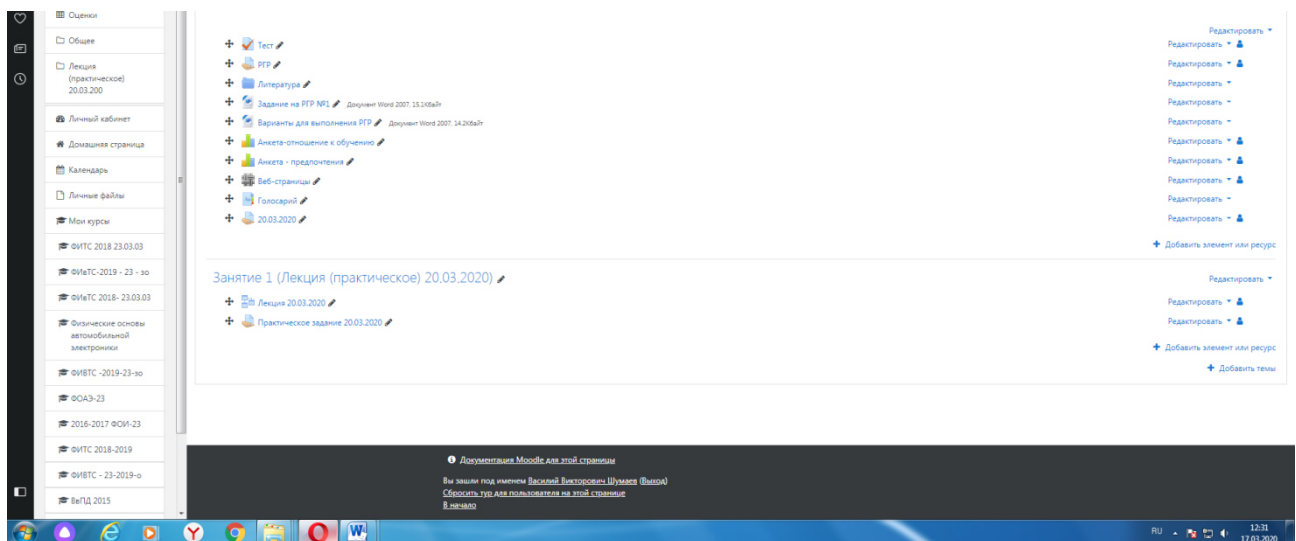 Оценки
Общее
Лекция
(практическое)
20.03.200
Личный кабинет
Домашняя страница
Календарь
Личные файлы
Мои курсы
ФИТС 2018 23.03.03
ФИвТС-2019 - 23 - зо
ФИвТС 2018- 23.03.03
Физические основы
автомобильной
электроники
ФИВТС -2019-23-зо
ФОАЭ-23
2016-2017 ФОИ-23
ФИТС 2018-2019
ФИВТС - 23-2019-о
ВвПД 2015
Редактировать
Тест Редактировать
РГР Редактировать
Литература Редактировать
Задание на РГР №1 Документ Word 2007, 15.1Кбайт Редактировать
Варианты для выполнения РГР Документ Word 2007, 14.2Кбайт Редактировать
Анкета-отношение к обучению Редактировать
Анкета - предпочтения Редактировать
Веб-страницы Редактировать
Голосарий Редактировать
20.03.2020 Редактировать
Добавить элемент или ресурс
Занятие 1 (Лекция (практическое) 20.03.2020) Редактировать
Лекция 20.03.2020 Редактировать
Практическое задание 20.03.2020 Редактировать
Добавить элемент или ресурс
Добавить темы
Документация Moodle для этой страницы
Вы зашли под именем Василий Викторович Шумаев (Выход)
Сбросить тур для пользователя на этой странице
В начало
RU 12:31
17.03.2020